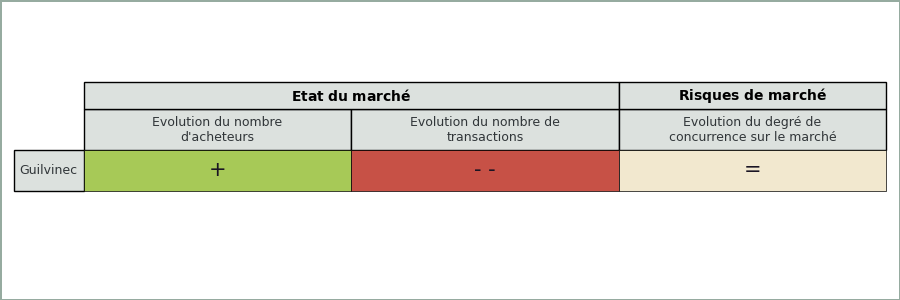 Etat du marché
Risques de marché
Evolution du nombre
d'acheteurs
Evolution du nombre de
transactions
Evolution du degré de
concurrence sur le marché
Guilvinec
+
- -
=